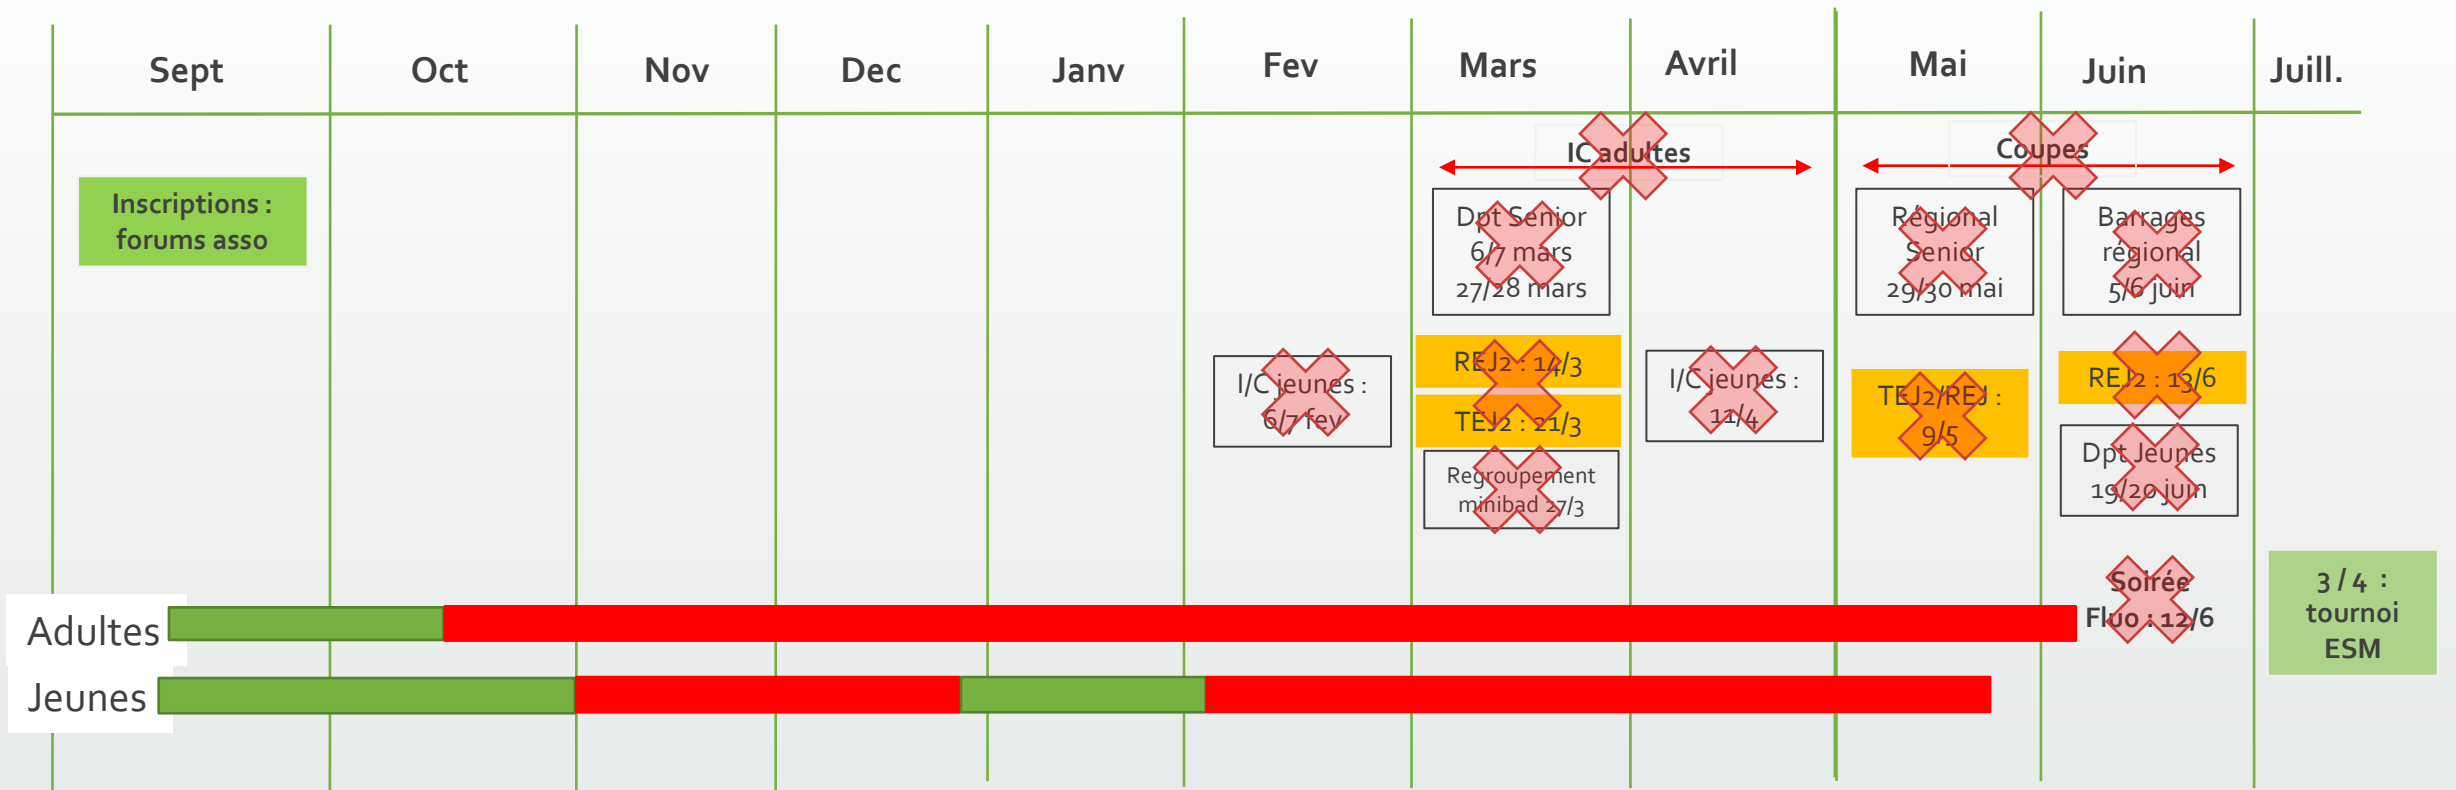 Sept Oct Nov Dec Janv Fev Mars Avril Mai Juin Juill.
Inscriptions :
forums asso
IC adultes
Coupes
Dpt Senior
6/7 mars
27/28 mars
Régional
Senior
29/30 mai
Barrages
régional
5/6 juin
I/C jeunes :
6/7 fev
REJ2 : 14/3
TEJ2 : 21/3
Regroupement
minibad 27/3
I/C jeunes :
11/4
TEJ2/REJ :
9/5
REJ2 : 13/6
Dpt Jeunes
19/20 juin
Soirée
Fluo : 12/6
3 / 4 :
tournoi
ESM
Adultes
Jeunes